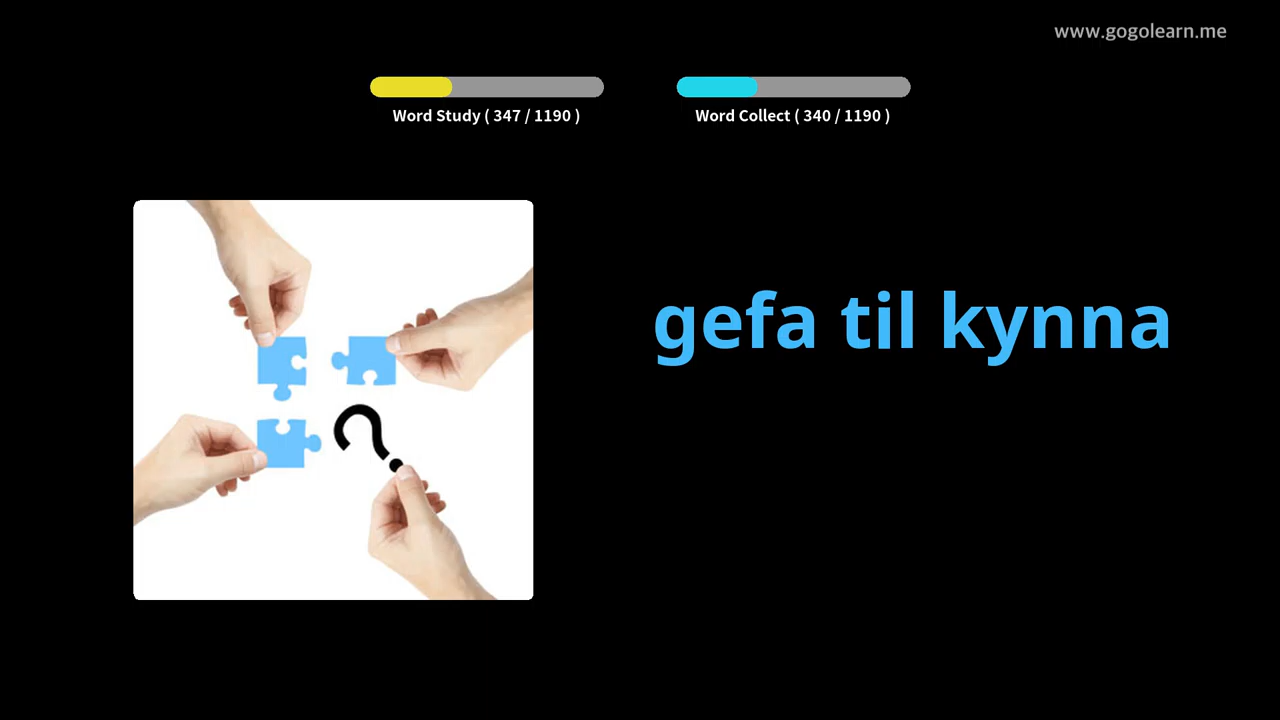 www.gogolearn.me
Word Study ( 347 / 1190 )
Word Collect ( 340 / 1190 )
gefa til kynna
?